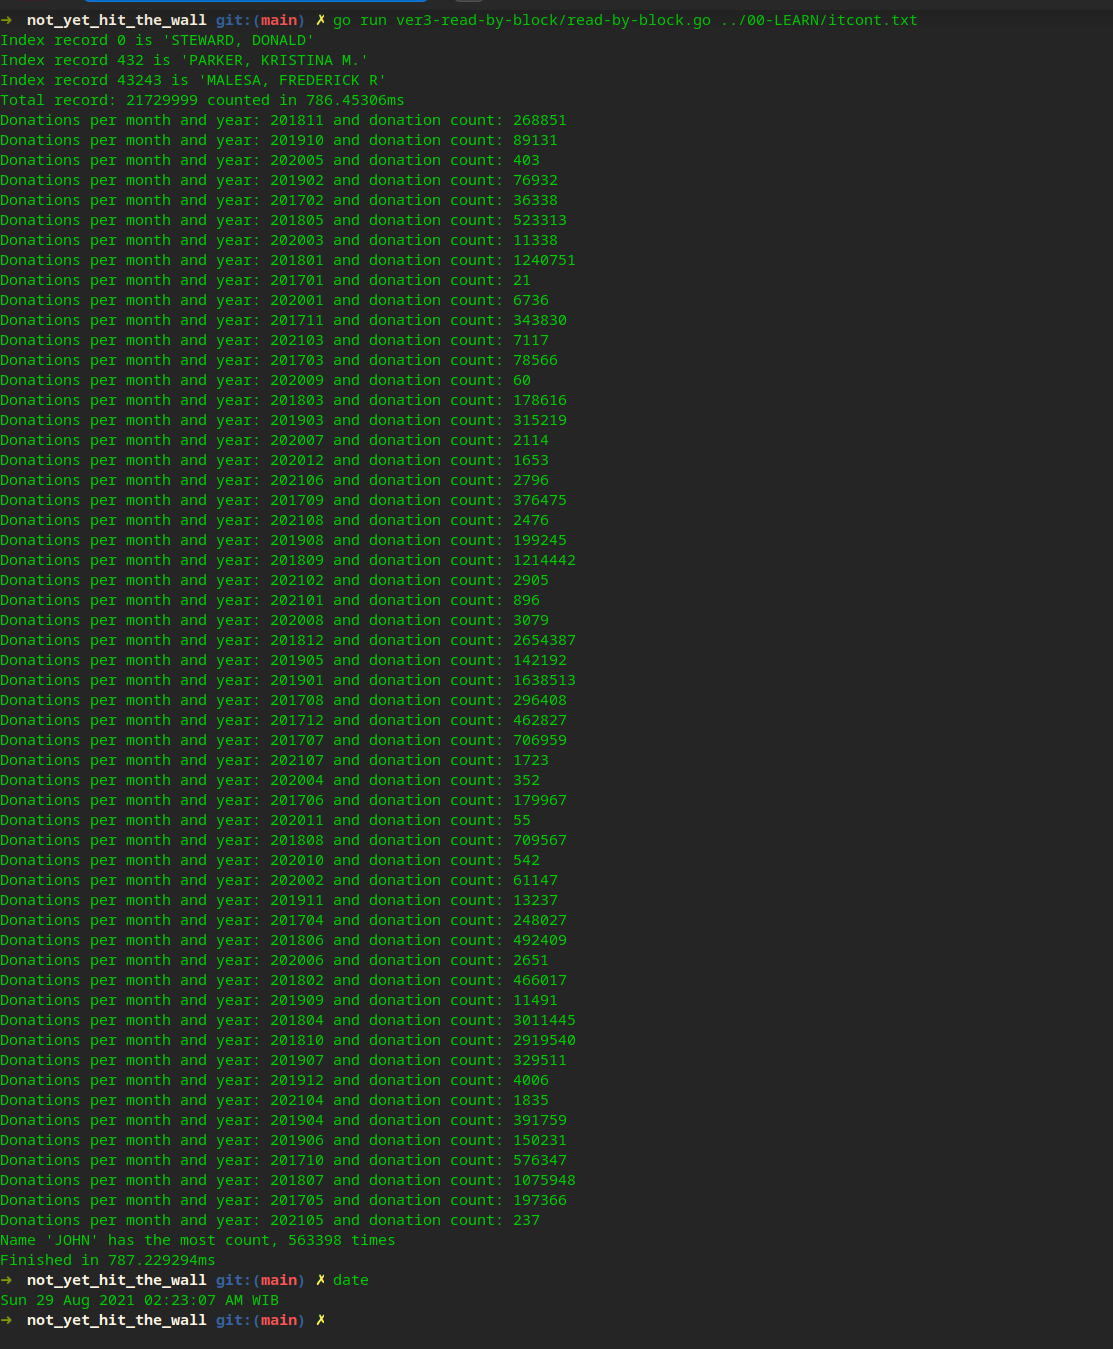 ➜  not_yet_hit_the_wall git:(main) ✗ go run ver3-read-by-block/read-by-block.go ../00-LEARN/itcont.txt
Index record 0 is 'STEWARD, DONALD'
Index record 432 is 'PARKER, KRISTINA M.'
Index record 43243 is 'MALESA, FREDERICK R'
Total record: 21729999 counted in 786.45306ms
Donations per month and year: 201811 and donation count: 268851
Donations per month and year: 201910 and donation count: 89131
Donations per month and year: 202005 and donation count: 403
Donations per month and year: 201902 and donation count: 76932
Donations per month and year: 201702 and donation count: 36338
Donations per month and year: 201805 and donation count: 523313
Donations per month and year: 202003 and donation count: 11338
Donations per month and year: 201801 and donation count: 1240751
Donations per month and year: 201701 and donation count: 21
Donations per month and year: 202001 and donation count: 6736
Donations per month and year: 201711 and donation count: 343830
Donations per month and year: 202103 and donation count: 7117
Donations per month and year: 201703 and donation count: 78566
Donations per month and year: 202009 and donation count: 60
Donations per month and year: 201803 and donation count: 178616
Donations per month and year: 201903 and donation count: 315219
Donations per month and year: 202007 and donation count: 2114
Donations per month and year: 202012 and donation count: 1653
Donations per month and year: 202106 and donation count: 2796
Donations per month and year: 201709 and donation count: 376475
Donations per month and year: 202108 and donation count: 2476
Donations per month and year: 201908 and donation count: 199245
Donations per month and year: 201809 and donation count: 1214442
Donations per month and year: 202102 and donation count: 2905
Donations per month and year: 202101 and donation count: 896
Donations per month and year: 202008 and donation count: 3079
Donations per month and year: 201812 and donation count: 2654387
Donations per month and year: 201905 and donation count: 142192
Donations per month and year: 201901 and donation count: 1638513
Donations per month and year: 201708 and donation count: 296408
Donations per month and year: 201712 and donation count: 462827
Donations per month and year: 201707 and donation count: 706959
Donations per month and year: 202107 and donation count: 1723
Donations per month and year: 202004 and donation count: 352
Donations per month and year: 201706 and donation count: 179967
Donations per month and year: 202011 and donation count: 55
Donations per month and year: 201808 and donation count: 709567
Donations per month and year: 202010 and donation count: 542
Donations per month and year: 202002 and donation count: 61147
Donations per month and year: 201911 and donation count: 13237
Donations per month and year: 201704 and donation count: 248027
Donations per month and year: 201806 and donation count: 492409
Donations per month and year: 202006 and donation count: 2651
Donations per month and year: 201802 and donation count: 466017
Donations per month and year: 201909 and donation count: 11491
Donations per month and year: 201804 and donation count: 3011445
Donations per month and year: 201810 and donation count: 2919540
Donations per month and year: 201907 and donation count: 329511
Donations per month and year: 201912 and donation count: 4006
Donations per month and year: 202104 and donation count: 1835
Donations per month and year: 201904 and donation count: 391759
Donations per month and year: 201906 and donation count: 150231
Donations per month and year: 201710 and donation count: 576347
Donations per month and year: 201807 and donation count: 1075948
Donations per month and year: 201705 and donation count: 197366
Donations per month and year: 202105 and donation count: 237
Name 'JOHN' has the most count, 563398 times
Finished in 787.229294ms
➜  not_yet_hit_the_wall git:(main) ✗ date
Sun 29 Aug 2021 02:23:07 AM WIB
➜  not_yet_hit_the_wall git:(main) ✗